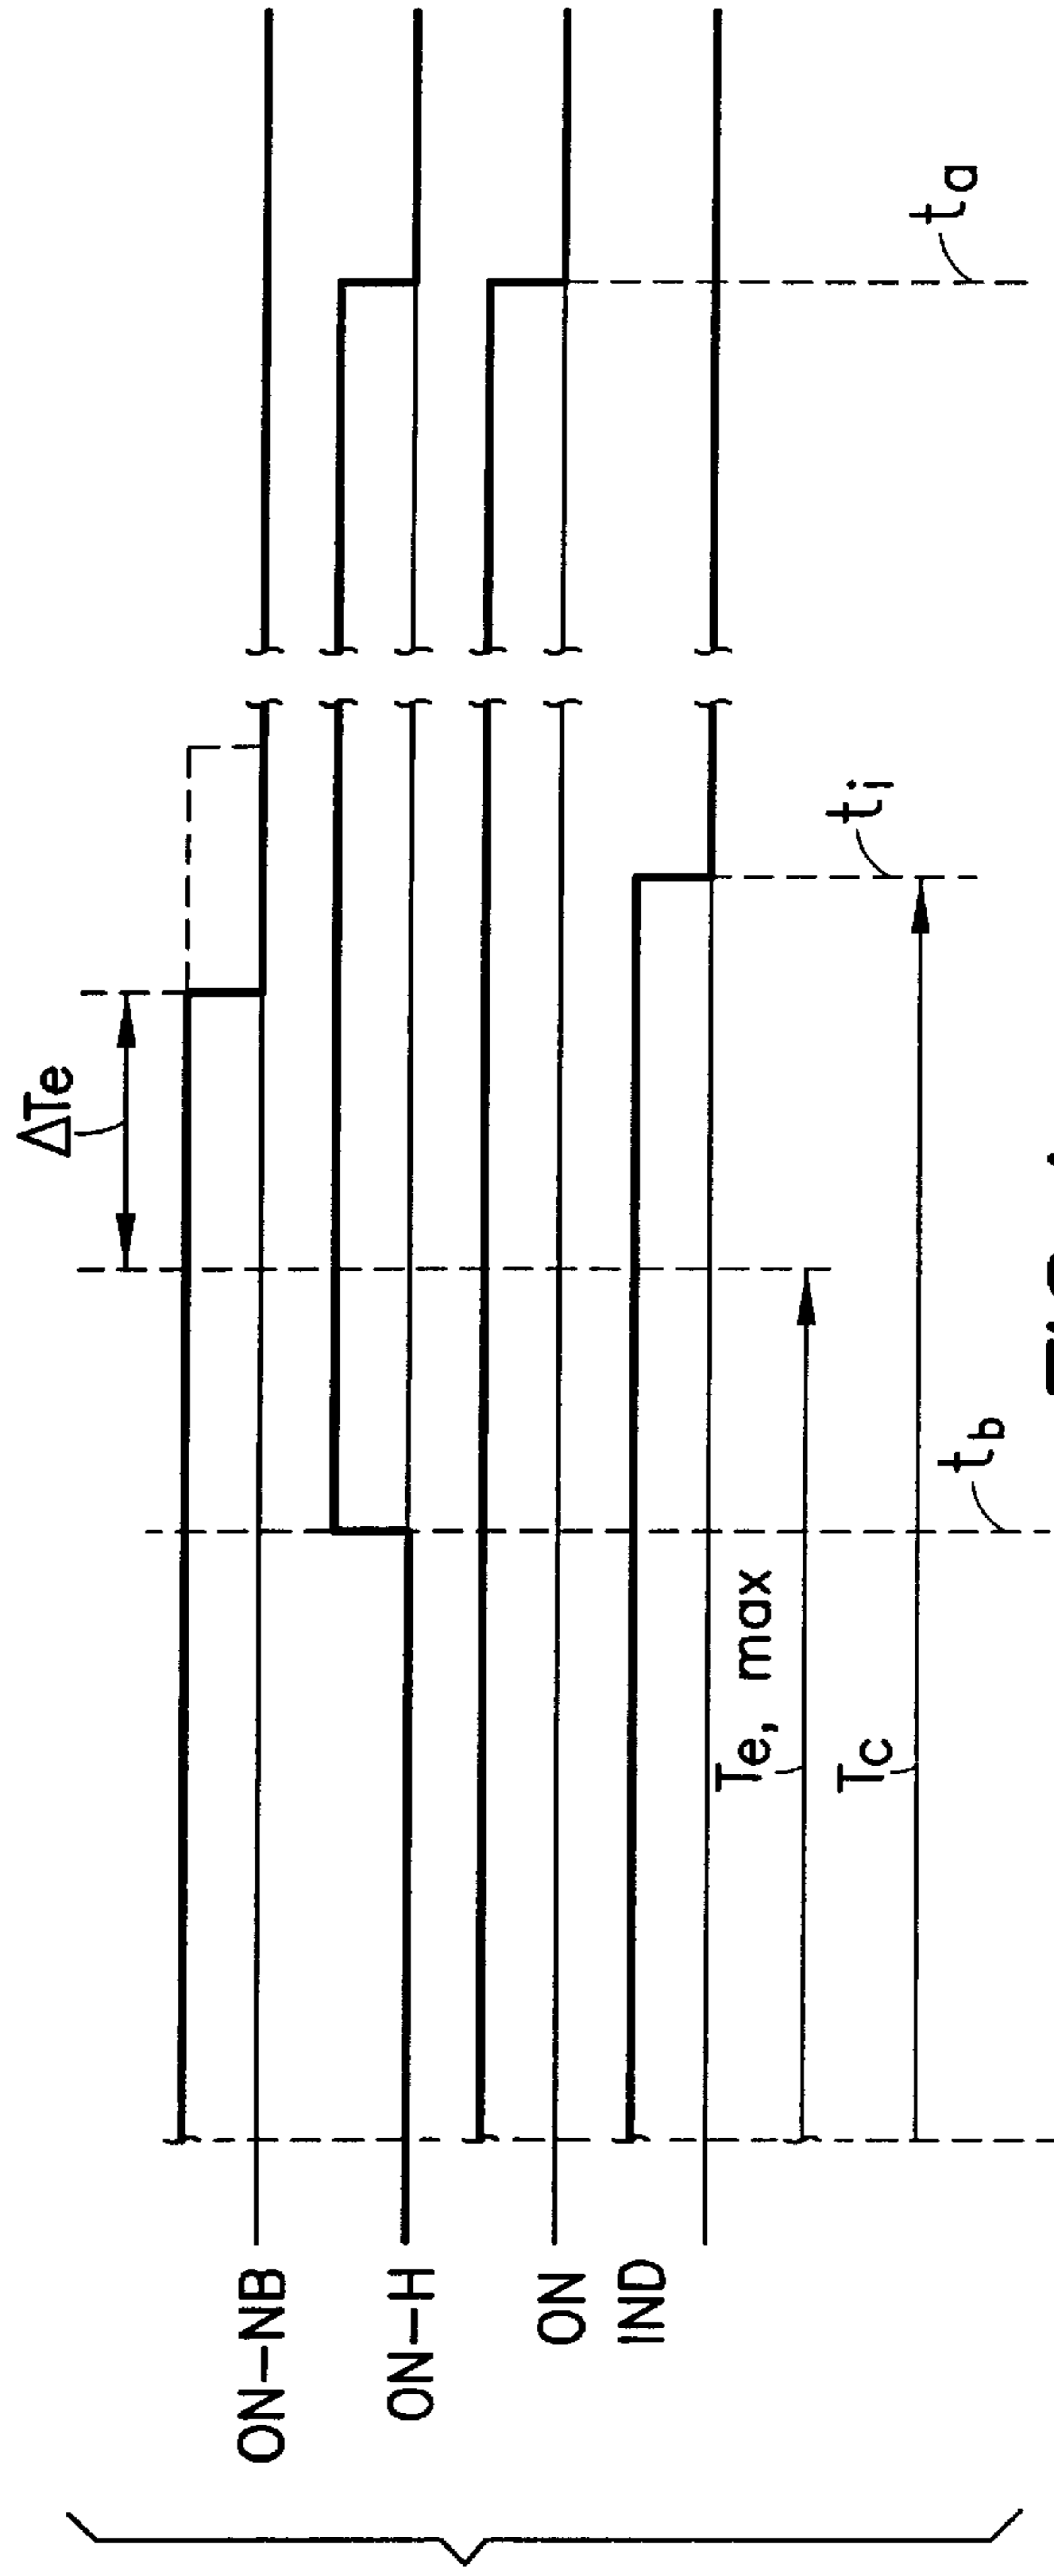 ΔTe
ON-NB
ON-H
ON
IND
Te, max
Tc
ti
tb
ta